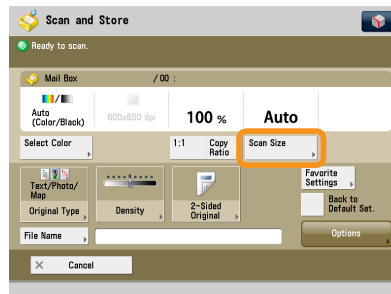 Scan and Store
Ready to scan.
Mail Box /00 :
Auto
(Color/Black)
600x600 dpi
100 %
Auto
Select Color
1:1 Copy
Ratio
Scan Size
Text/Photo/
Map
Original Type
Density
2-Sided
Original
Favorite
Settings
Back to
Default Set.
File Name
Options
× Cancel